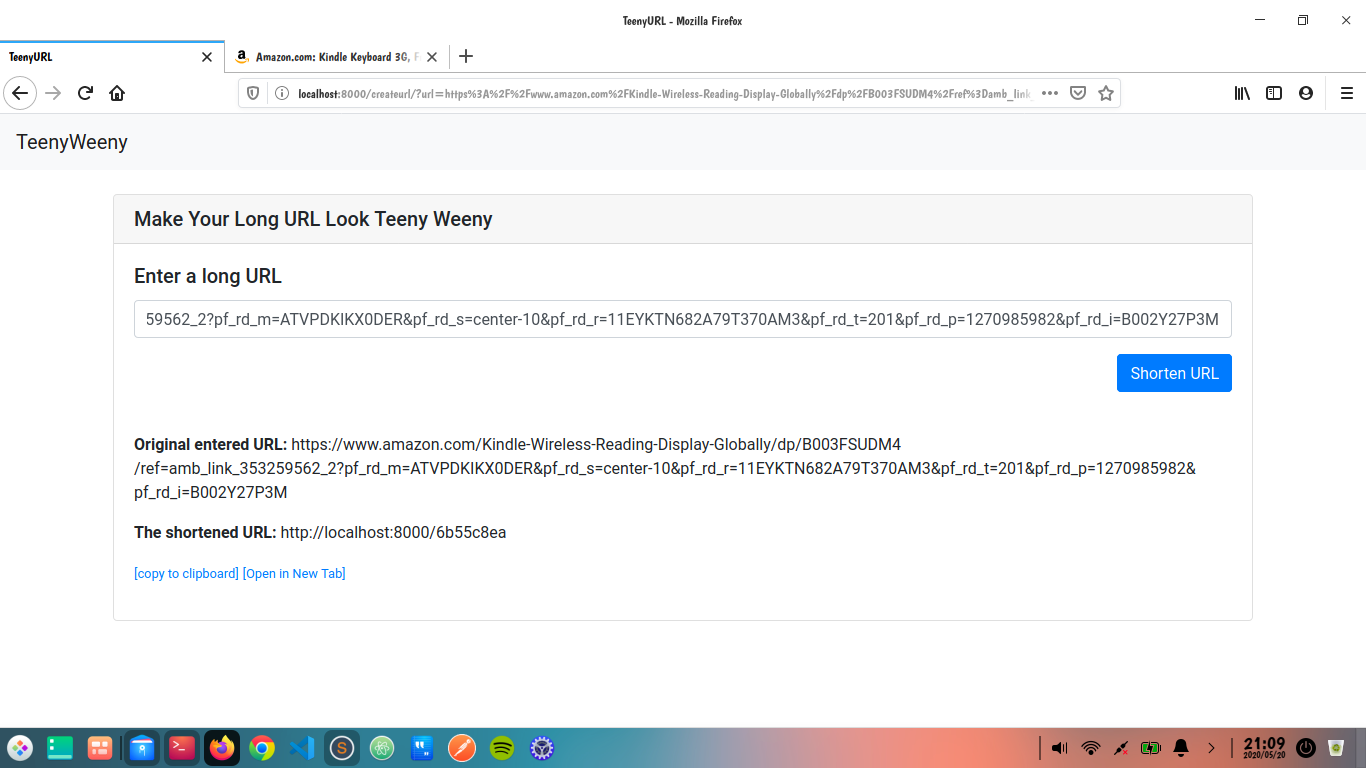 TeenyURL - Mozilla Firefox
TeenyURL
Amazon.com: Kindle Keyboard 3G, F
localhost:8000/createurl/?url=https%3A%2F%2Fwww.amazon.com%2FKindle-Wireless-Reading-Display-Globally%2Fdp%2FB003FSUDM4%2Fref%3Damb_link
TeenyWeeny
Make Your Long URL Look Teeny Weeny
Enter a long URL
59562_2?pf_rd_m=ATVPDKIKX0DER&pf_rd_s=center-10&pf_rd_r=11EYKTN682A79T370AM3&pf_rd_t=201&pf_rd_p=1270985982&pf_rd_i=B002Y27P3M
Shorten URL
Original entered URL: https://www.amazon.com/Kindle-Wireless-Reading-Display-Globally/dp/B003FSUDM4
/ref=amb_link_353259562_2?pf_rd_m=ATVPDKIKX0DER&pf_rd_s=center-10&pf_rd_r=11EYKTN682A79T370AM3&pf_rd_t=201&pf_rd_p=1270985982&
pf_rd_i=B002Y27P3M
The shortened URL: http://localhost:8000/6b55c8ea
[copy to clipboard] [Open in New Tab]
21:09
2020/05/20